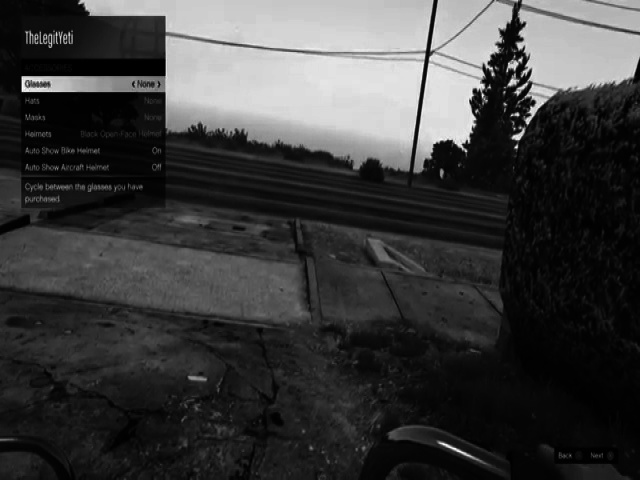 TheLegitYeti
ACCESSORIES
Glasses None
Hats None
Masks None
Helmets Black Open Face Helmet
Auto Show Bike Helmet On
Auto Show Aircraft Helmet Off
Cycle between the glasses you have
purchased.
Back Next